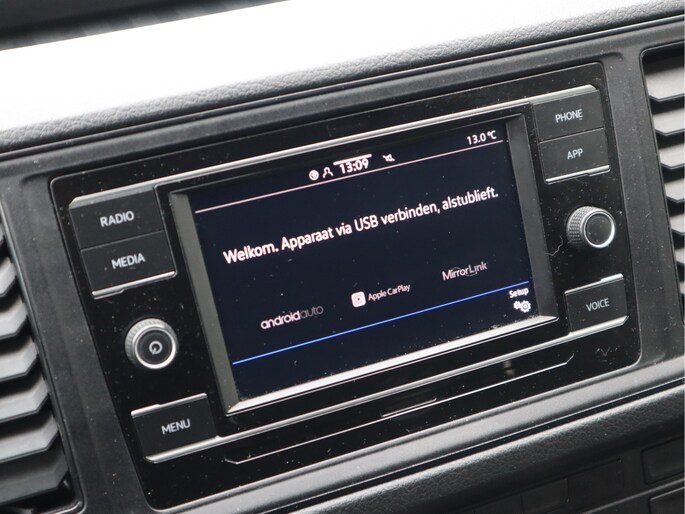 13:09
13.0 °C
Welkom. Apparaat via USB verbinden, alstublieft.
androidauto
Apple CarPlay
MirrorLink
Setup
RADIO
MEDIA
MENU
PHONE
APP
VOICE